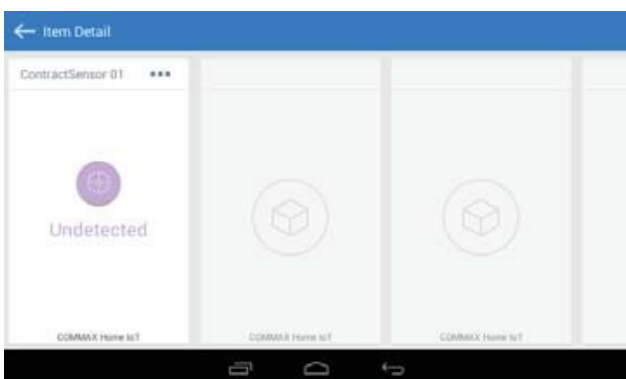 Item Detail
ContractSensor 01
Undetected
COMMAX Home IoT
COMMAX Home IoT
COMMAX Home IoT